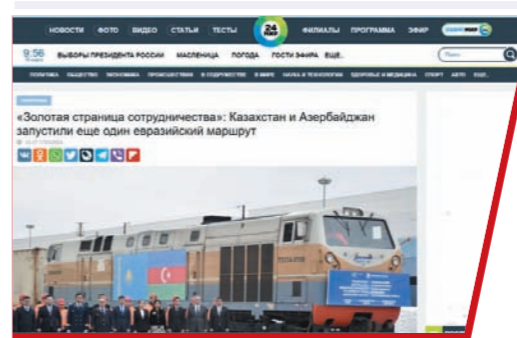 НОВОСТИ ФОТО ВИДЕО СТАТЬИ ТЕСТЫ 24 МИР ФИЛИАЛЫ ПРОГРАММА ЭФИР
9:56 ВЫБОРЫ ПРЕЗИДЕНТА РОССИИ МАСЛЕНИЦА ПОГОДА ГОСТИ ЭФИРА ЕЩЕ..
ПОЛИТИКА ОБЩЕСТВО ЭКОНОМИКА ПРОИСШЕСТВИЯ В СОДРУЖЕСТВЕ В МИРЕ НАУКА И ТЕХНОЛОГИИ ЗДОРОВЬЕ И МЕДИЦИНА СПОРТ АВТО ЕЩЕ..
«Золотая страница сотрудничества»: Казахстан и Азербайджан
запустили еще один евразийский маршрут